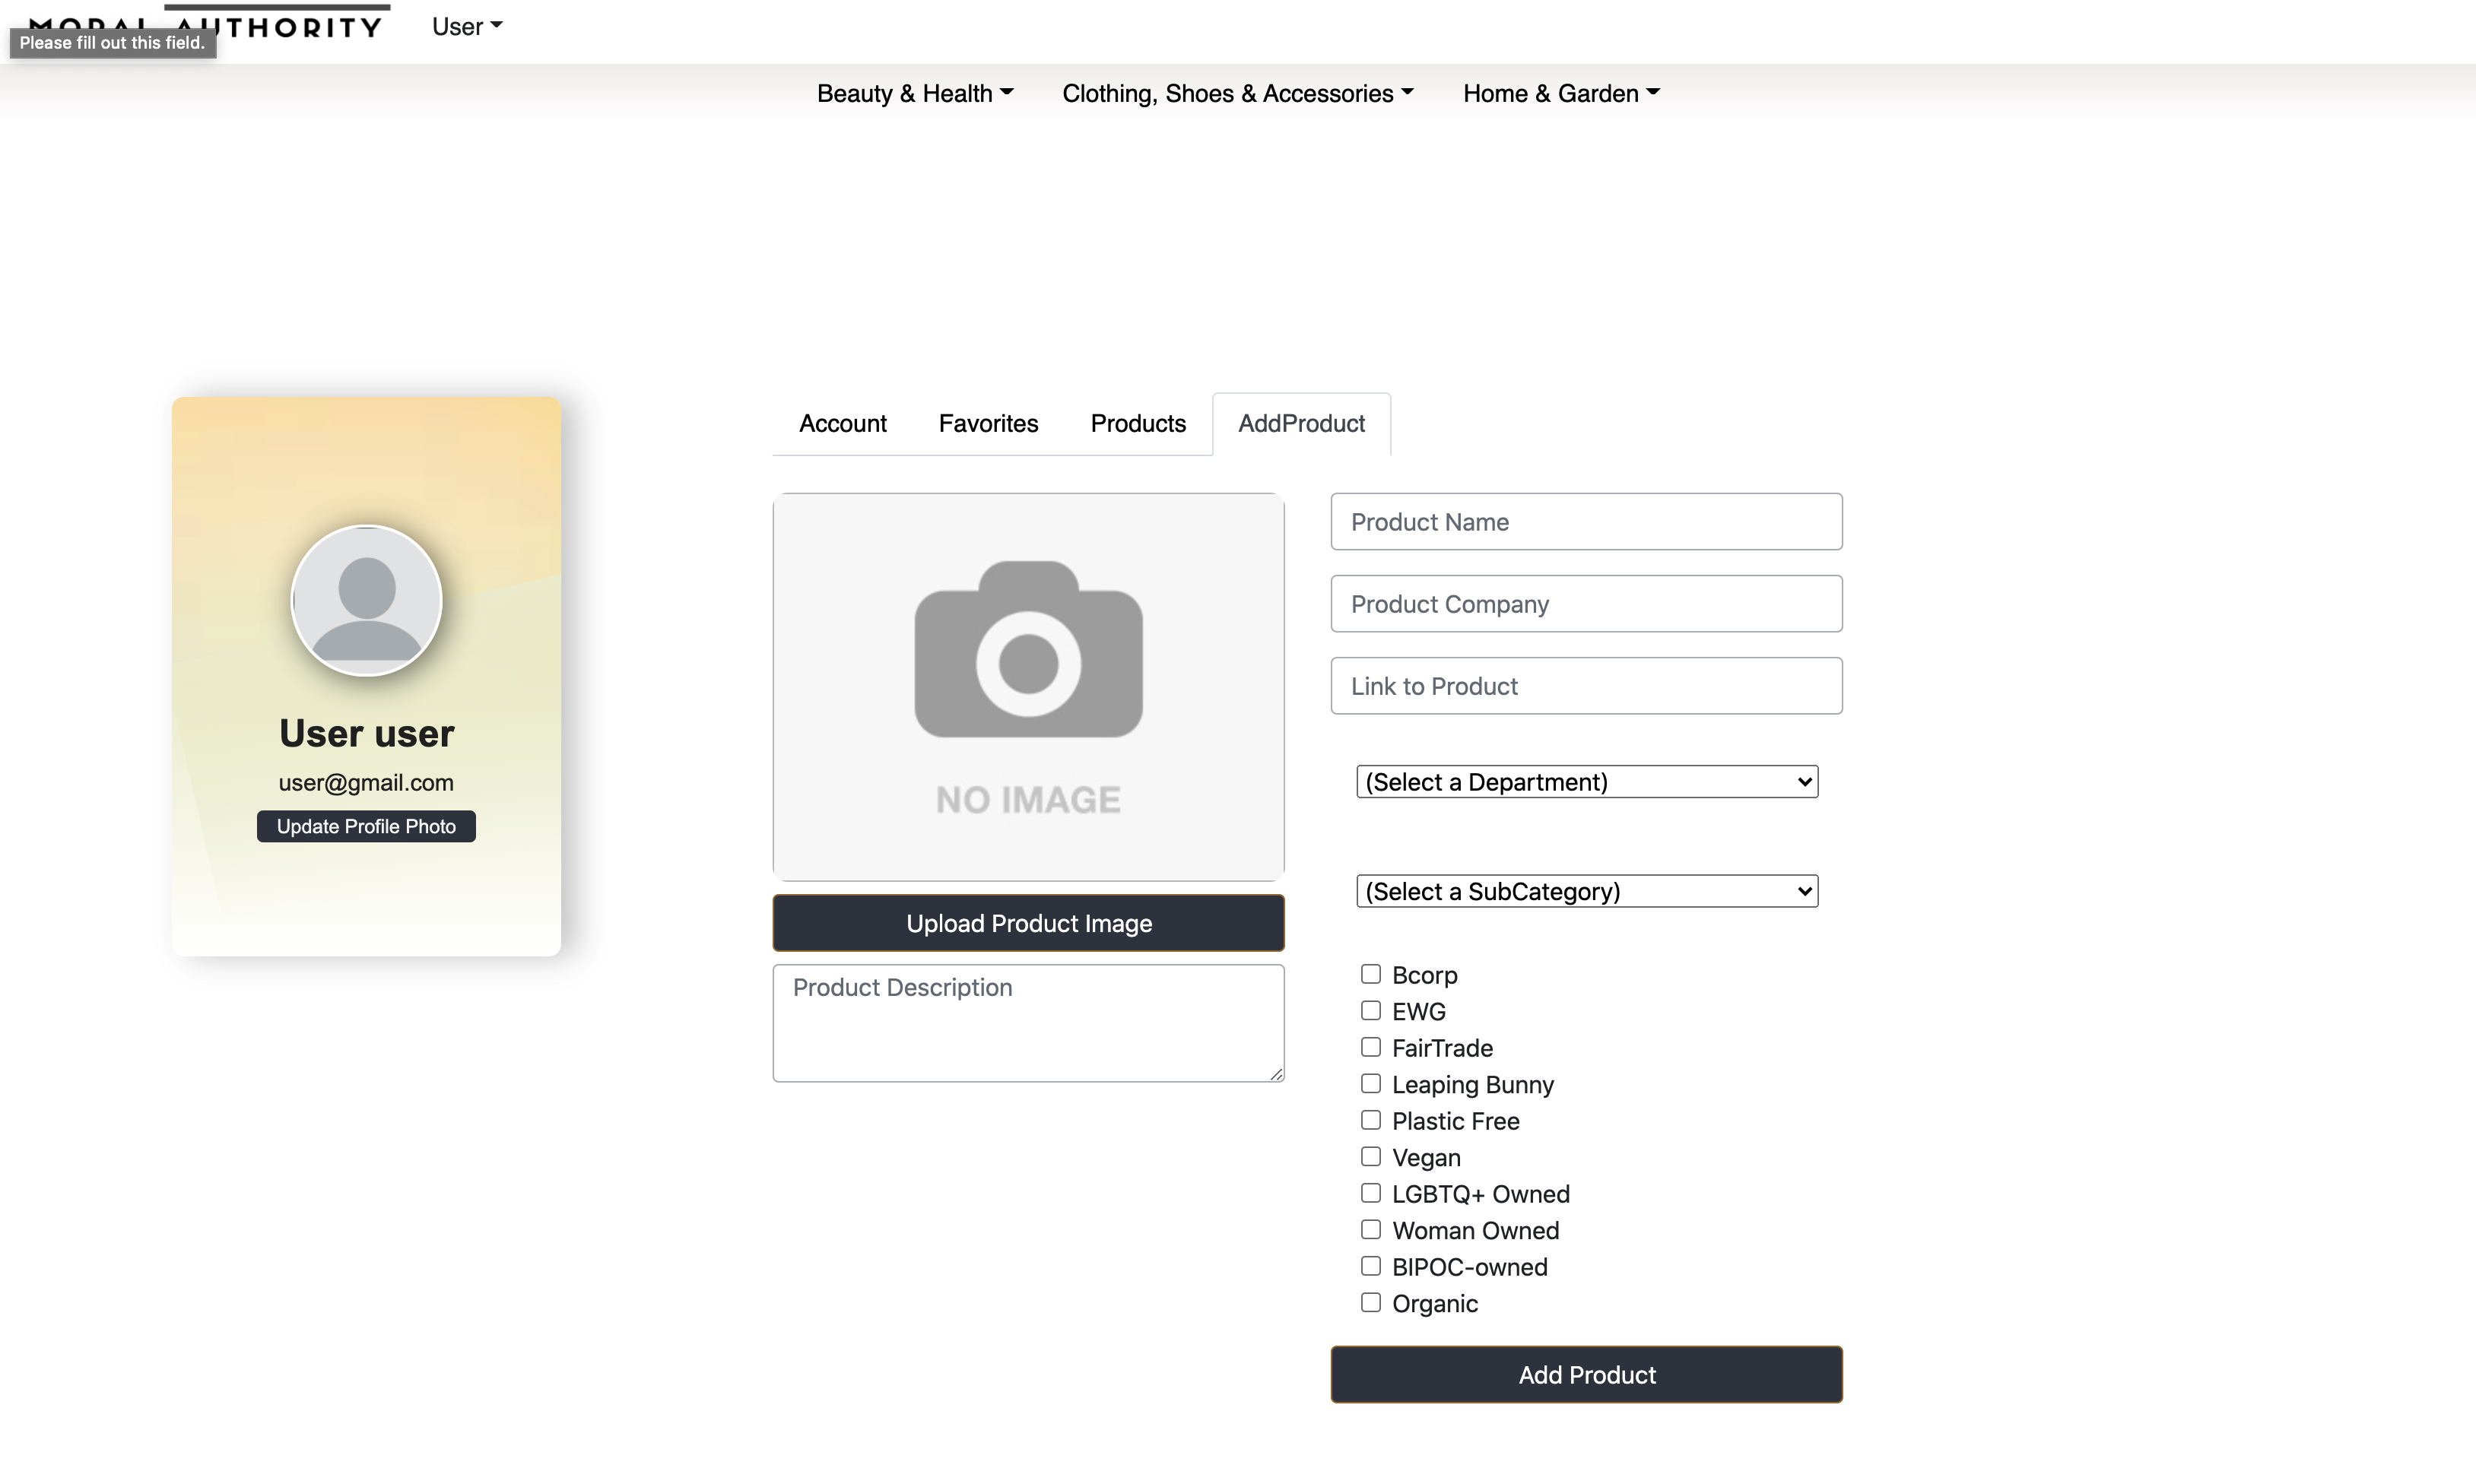 MORAL AUTHORITY
User
Please fill out this field.
Beauty & Health
Clothing, Shoes & Accessories
Home & Garden
Account
Favorites
Products
AddProduct
User user
user@gmail.com
Update Profile Photo
NO IMAGE
Upload Product Image
Product Description
Product Name
Product Company
Link to Product
(Select a Department)
(Select a SubCategory)
Bcorp
EWG
FairTrade
Leaping Bunny
Plastic Free
Vegan
LGBTQ+ Owned
Woman Owned
BIPOC-owned
Organic
Add Product